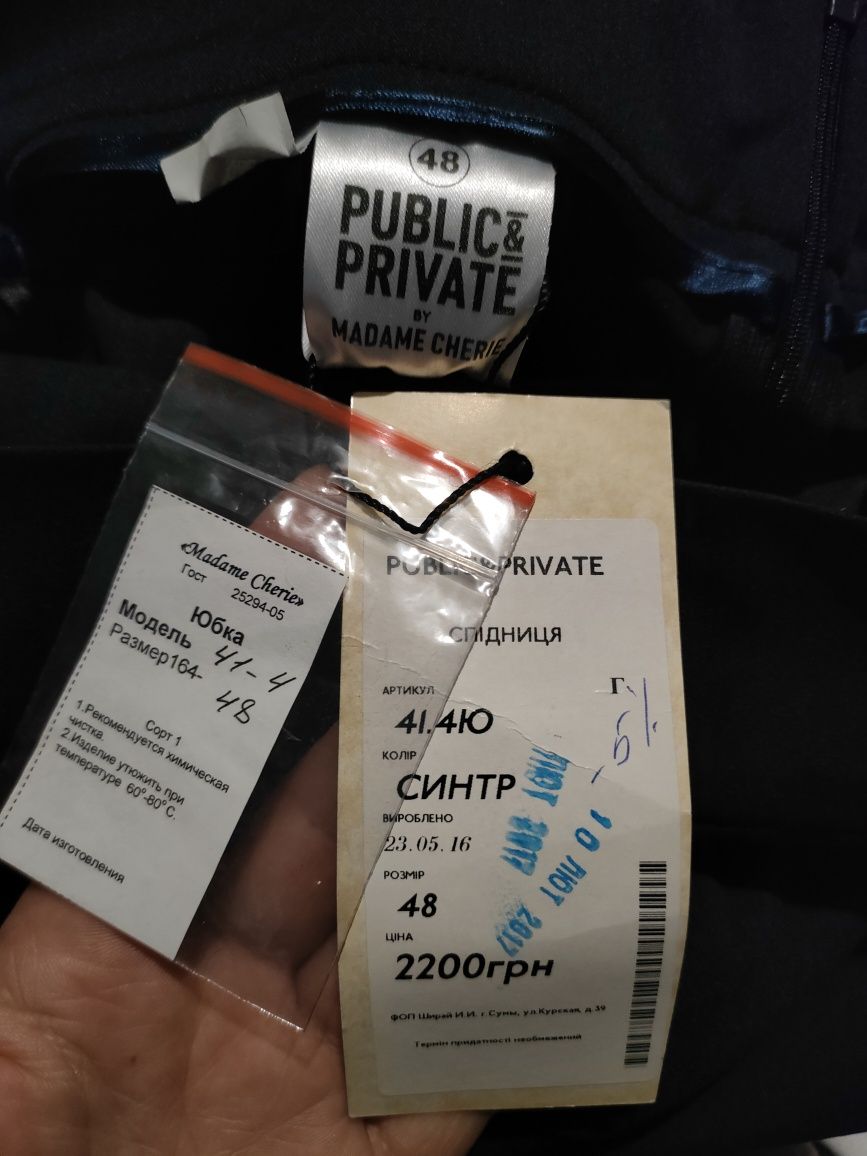 48
PUBLIC&
PRIVATE
BY
MADAME CHERIE
«Madame Cherie»
Гост 25294-05
Юбка
Модель 41-4
Размер164- 48
Сорт 1
1.Рекомендуется химическая
чистка.
2.Изделие утюжить при
температуре 60°-80°С.
Дата изготовления
PRIVATE
СПІДНИЦЯ
Г
АРТИКУЛ
41.4Ю
-5%
КОЛІР
СИНТР
ВИРОБЛЕНО
23.05.16
РОЗМІР
48
ЦІНА
2200грн
ЛЮТ 2017
10 ЛЮТ 2017
ФОП Ширай И.И. г.Сумы, ул.Курская, д.39
Термін придатності необмежений